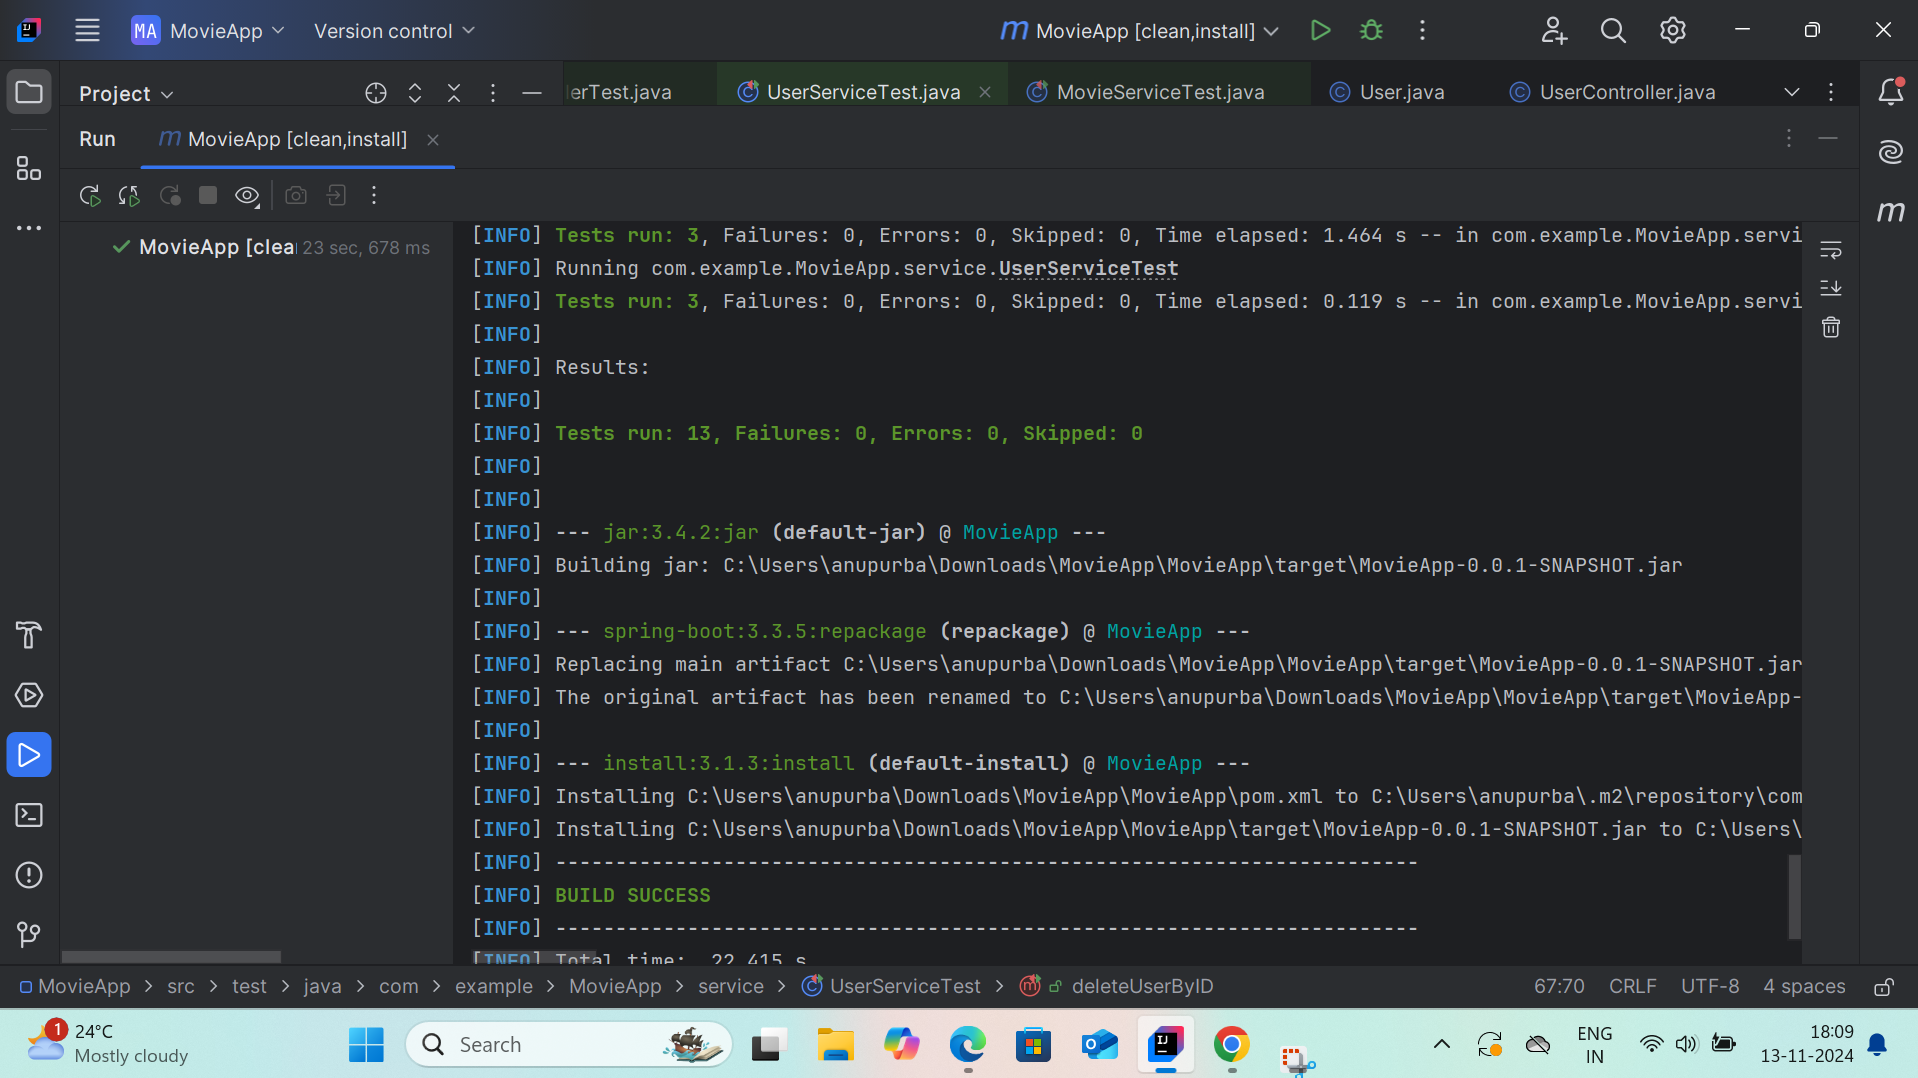 MA MovieApp Version control m MovieApp [clean,install]
Project erTest.java UserServiceTest.java MovieServiceTest.java User.java UserController.java
Run m MovieApp [clean,install]
MovieApp [clea 23 sec, 678 ms
[INFO] Tests run: 3, Failures: 0, Errors: 0, Skipped: 0, Time elapsed: 1.464 s -- in com.example.MovieApp.servi
[INFO] Running com.example.MovieApp.service.UserServiceTest
[INFO] Tests run: 3, Failures: 0, Errors: 0, Skipped: 0, Time elapsed: 0.119 s -- in com.example.MovieApp.servi
[INFO]
[INFO] Results:
[INFO]
[INFO] Tests run: 13, Failures: 0, Errors: 0, Skipped: 0
[INFO]
[INFO]
[INFO] --- jar:3.4.2:jar (default-jar) @ MovieApp ---
[INFO] Building jar: C:\Users\anupurba\Downloads\MovieApp\MovieApp\target\MovieApp-0.0.1-SNAPSHOT.jar
[INFO]
[INFO] --- spring-boot:3.3.5:repackage (repackage) @ MovieApp ---
[INFO] Replacing main artifact C:\Users\anupurba\Downloads\MovieApp\MovieApp\target\MovieApp-0.0.1-SNAPSHOT.jar
[INFO] The original artifact has been renamed to C:\Users\anupurba\Downloads\MovieApp\MovieApp\target\MovieApp-
[INFO]
[INFO] --- install:3.1.3:install (default-install) @ MovieApp ---
[INFO] Installing C:\Users\anupurba\Downloads\MovieApp\MovieApp\pom.xml to C:\Users\anupurba\.m2\repository\com
[INFO] Installing C:\Users\anupurba\Downloads\MovieApp\MovieApp\target\MovieApp-0.0.1-SNAPSHOT.jar to C:\Users\
[INFO] ------------------------------------------------------------------------
[INFO] BUILD SUCCESS
[INFO] ------------------------------------------------------------------------
[INFO] Total time:  22.415 s
MovieApp > src > test > java > com > example > MovieApp > service > UserServiceTest > deleteUserByID 67:70 CRLF UTF-8 4 spaces
1 24°C
Mostly cloudy
Search
ENG
IN
18:09
13-11-2024